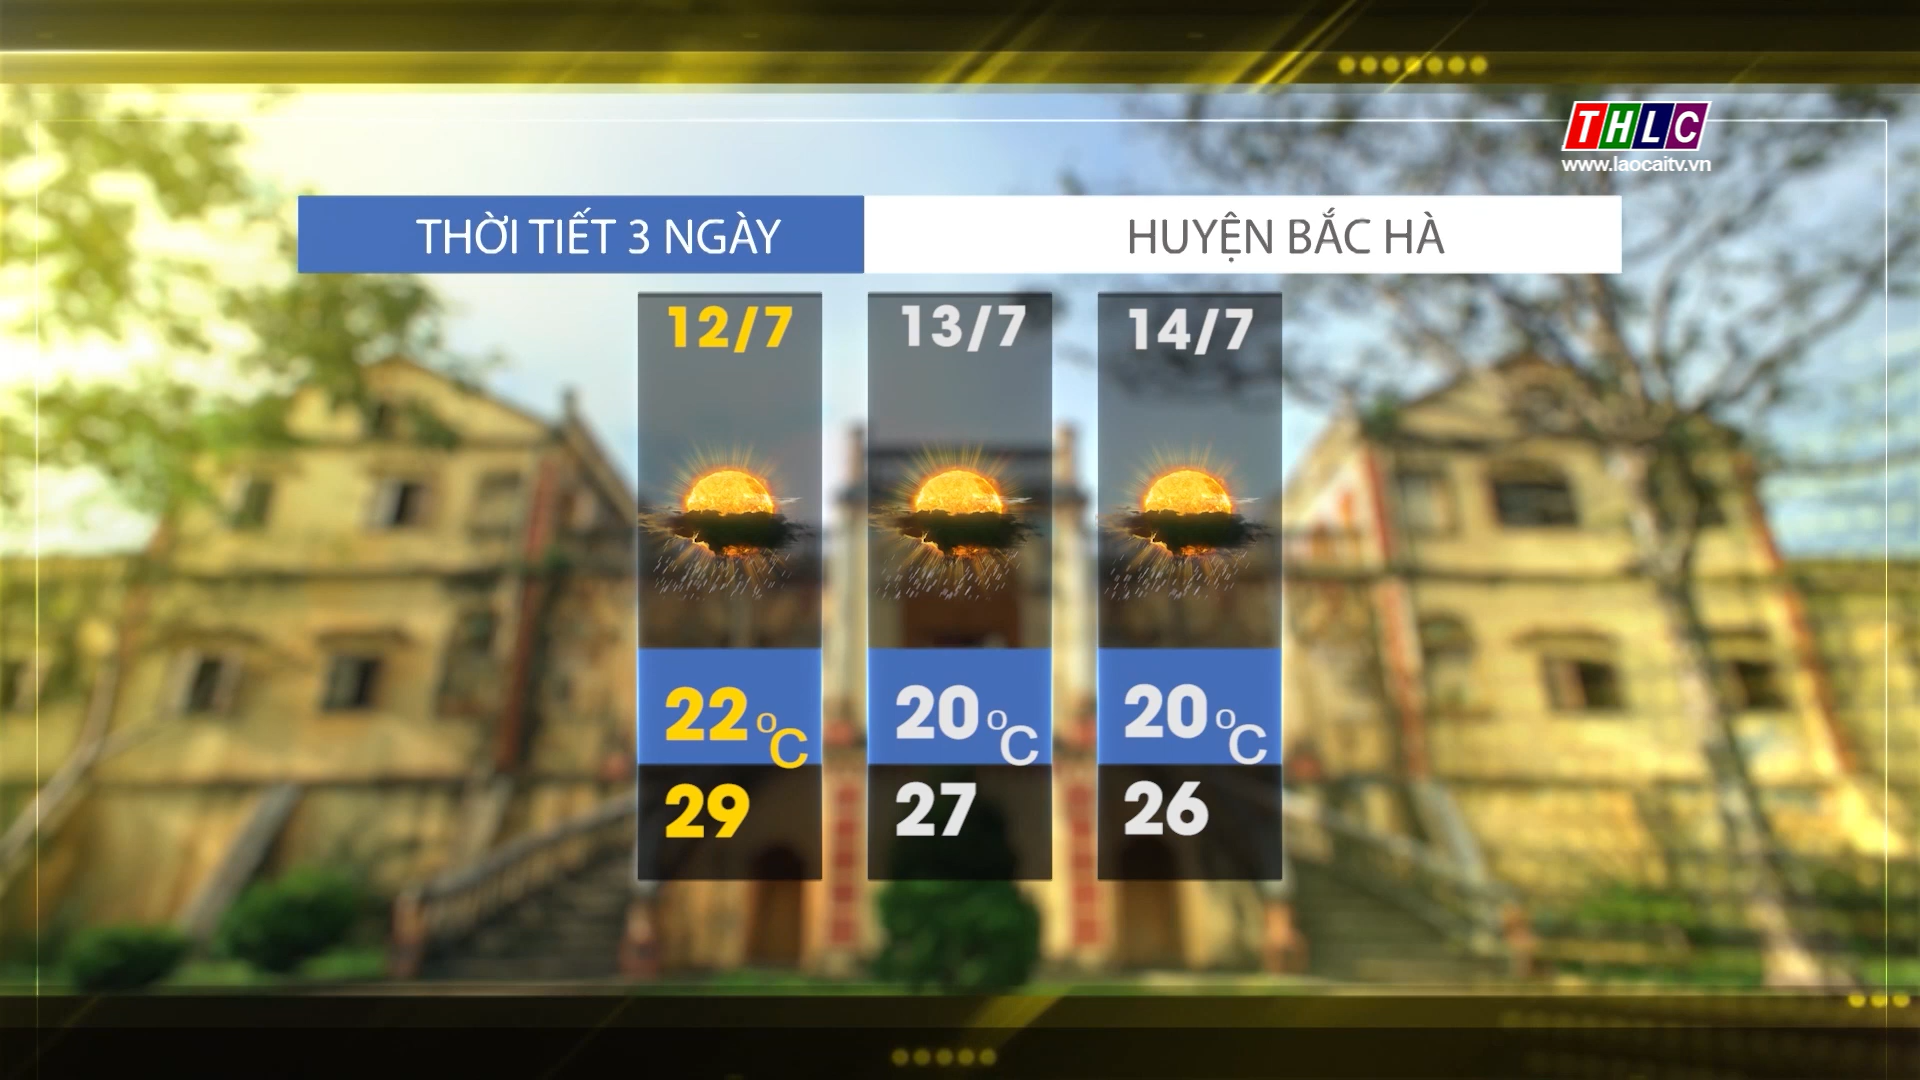 THLC
www.laocaitv.vn
THỜI TIẾT 3 NGÀY HUYỆN BẮC HÀ
12/7 13/7 14/7
22°C 20°C 20°C
29 27 26